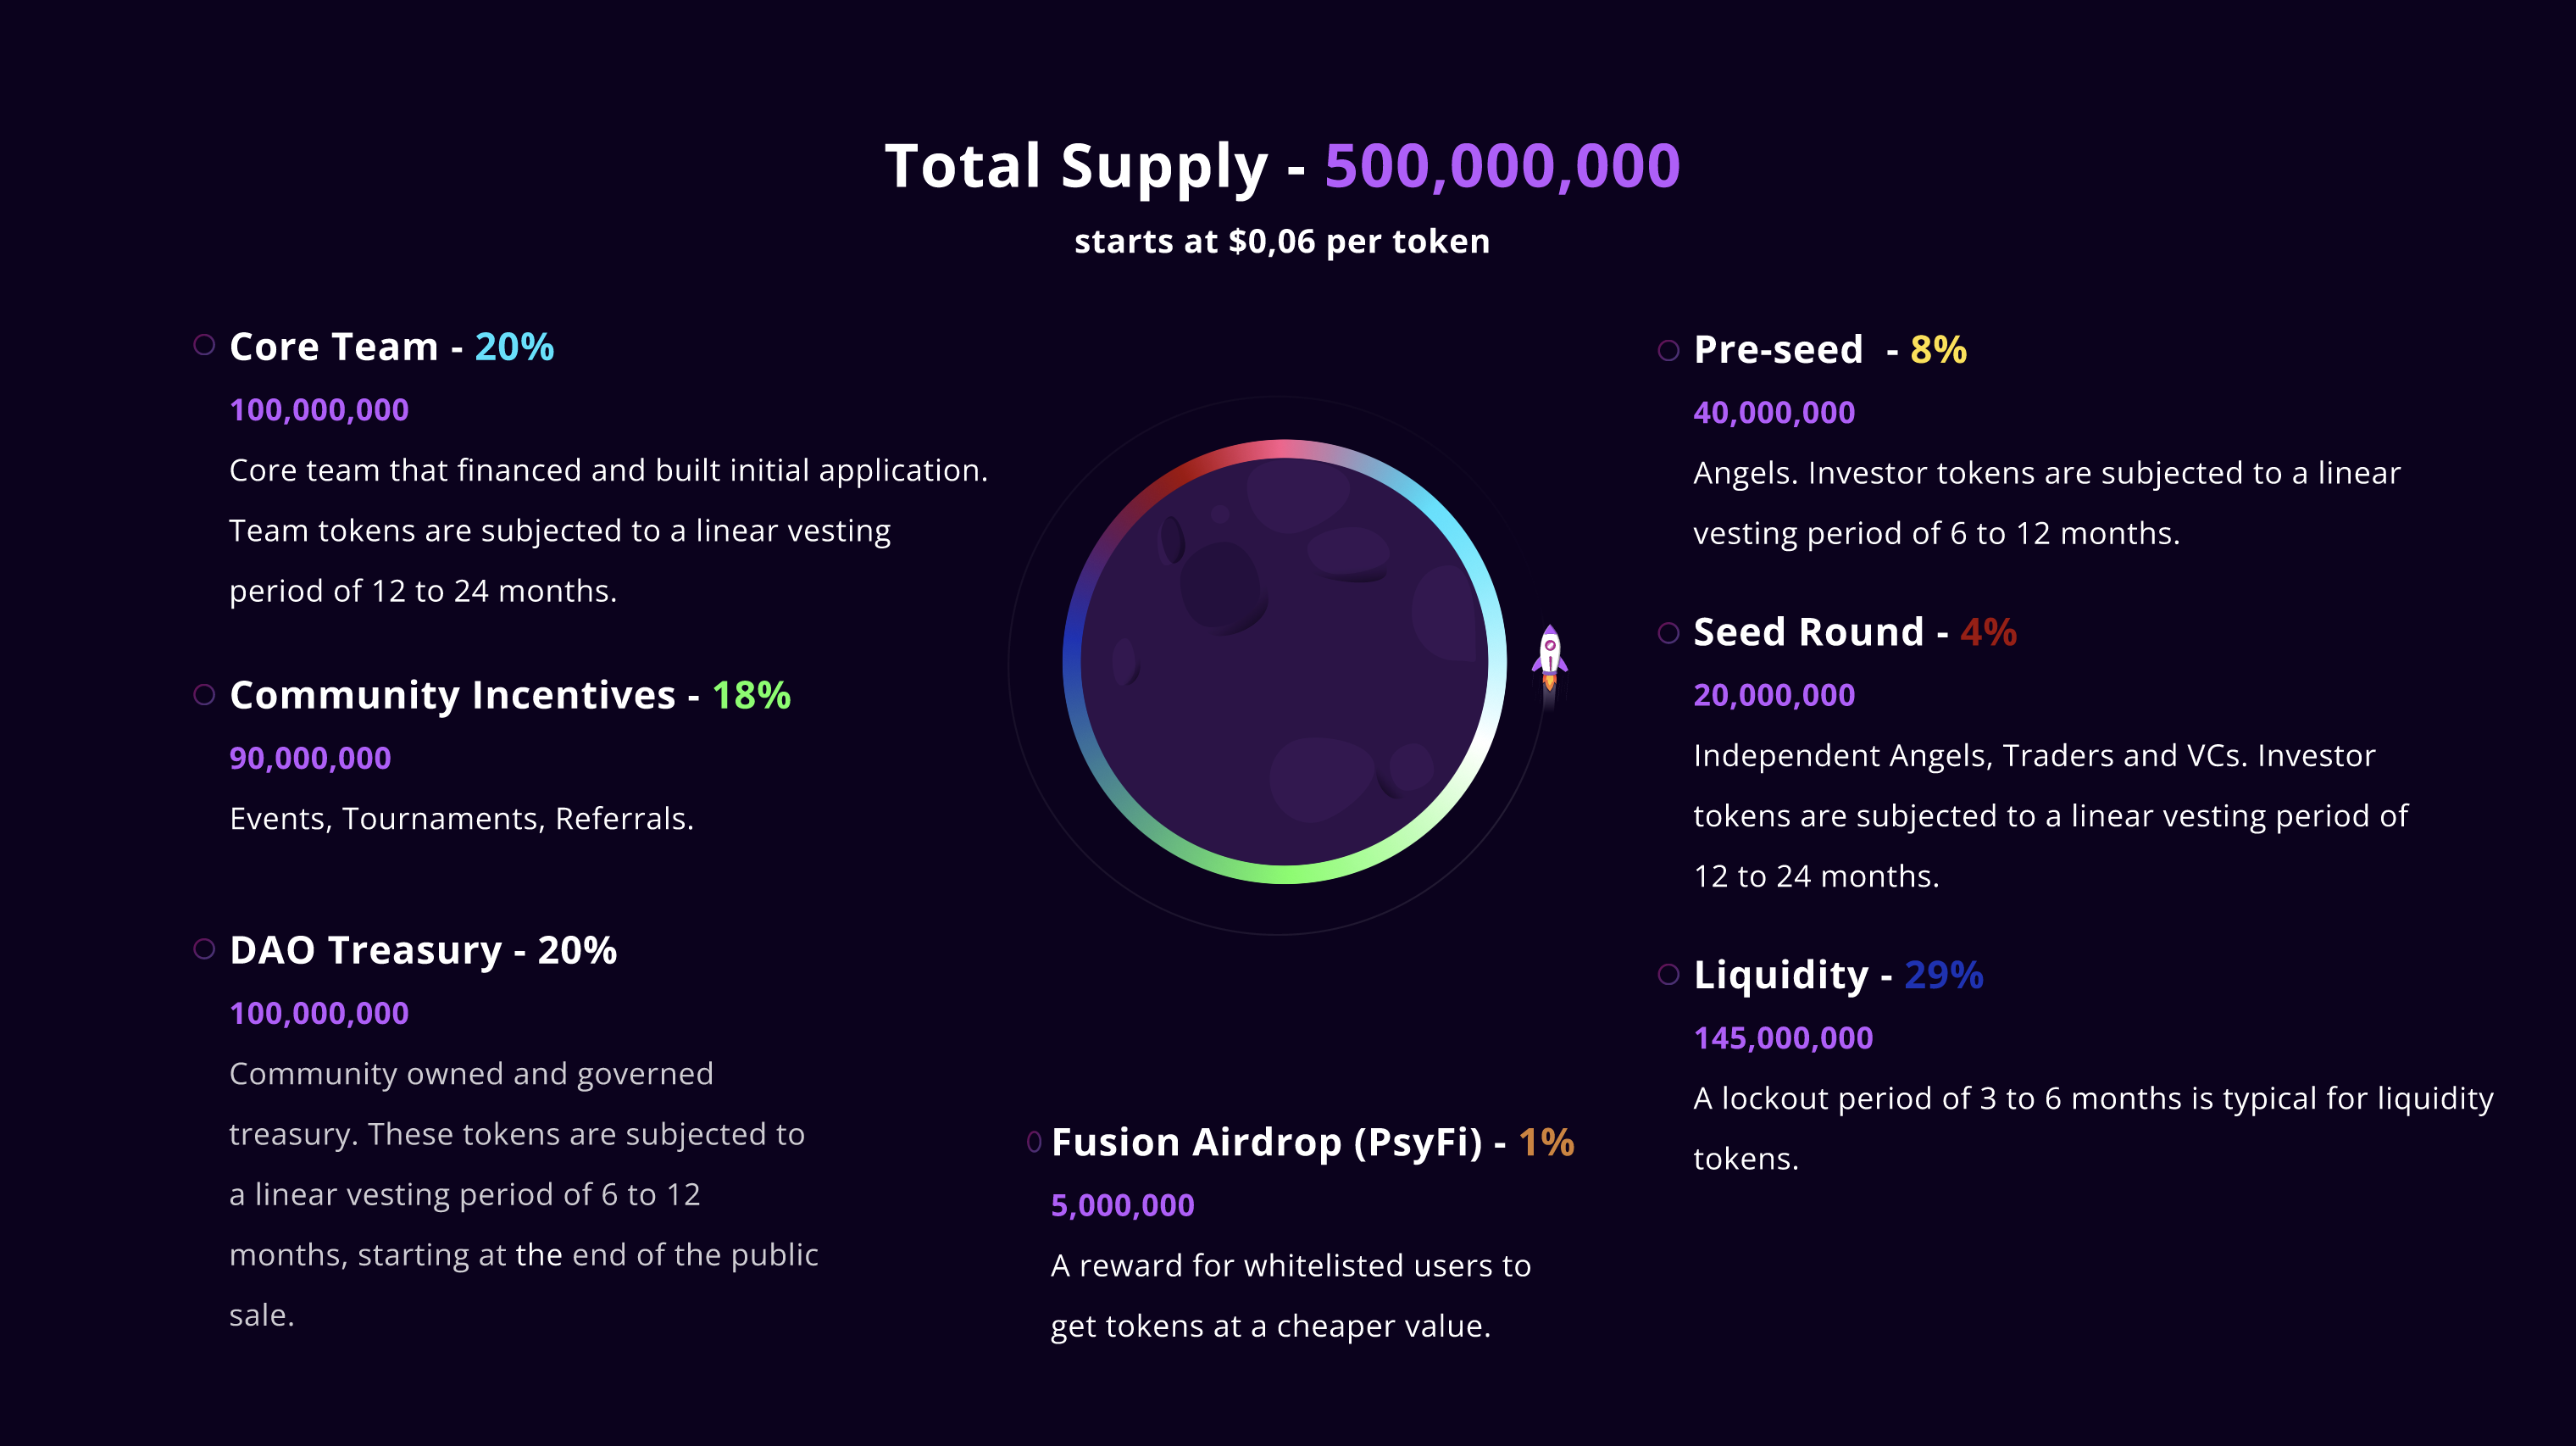 Total Supply - 500,000,000
starts at $0,06 per token
Core Team - 20%
100,000,000
Core team that financed and built initial application.
Team tokens are subjected to a linear vesting
period of 12 to 24 months.
Community Incentives - 18%
90,000,000
Events, Tournaments, Referrals.
DAO Treasury - 20%
100,000,000
Community owned and governed
treasury. These tokens are subjected to
a linear vesting period of 6 to 12
months, starting at the end of the public
sale.
Fusion Airdrop (PsyFi) - 1%
5,000,000
A reward for whitelisted users to
get tokens at a cheaper value.
Pre-seed  - 8%
40,000,000
Angels. Investor tokens are subjected to a linear
vesting period of 6 to 12 months.
Seed Round - 4%
20,000,000
Independent Angels, Traders and VCs. Investor
tokens are subjected to a linear vesting period of
12 to 24 months.
Liquidity - 29%
145,000,000
A lockout period of 3 to 6 months is typical for liquidity
tokens.